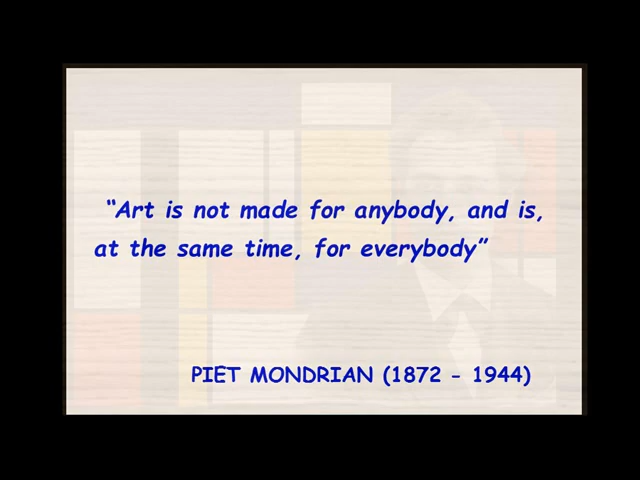 “Art is not made for anybody, and is,
at the same time, for everybody”
PIET MONDRIAN (1872 - 1944)